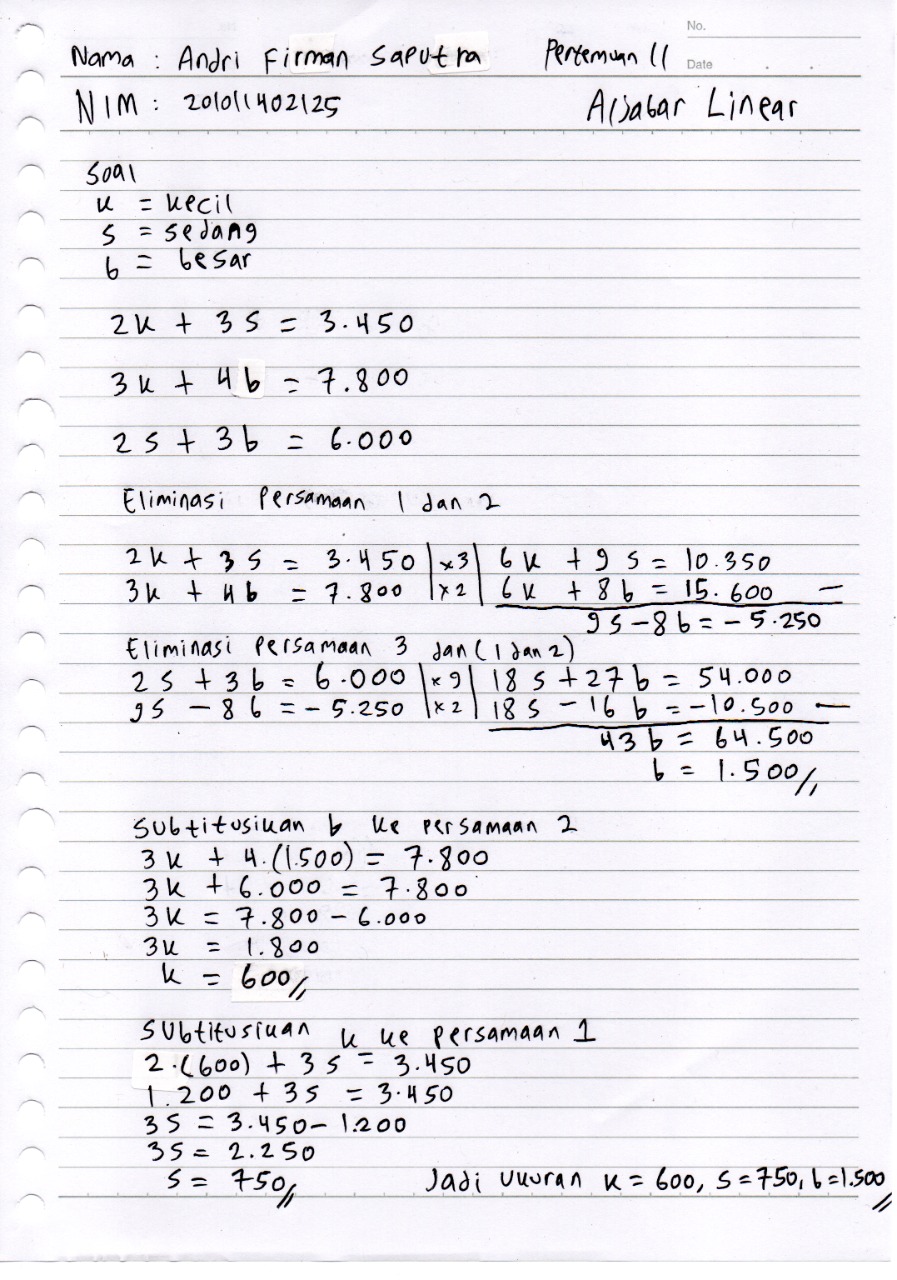 No.
Nama : Andri Firman Saputra Pertemuan 11
Date
NIM : 201011402125 Aljabar Linear
Soal
k = kecil
s = sedang
b = besar
2k + 3s = 3.450
3k + 4b = 7.800
2s + 3b = 6.000
Eliminasi Persamaan 1 dan 2
2k + 3s = 3.450 | x3 | 6k + 9s = 10.350
3k + 4b = 7.800 | x2 | 6k + 8b = 15.600 —
9s - 8b = - 5.250
Eliminasi Persamaan 3 dan (1 dan 2)
2s + 3b = 6.000 | x9 | 18s + 27b = 54.000
9s - 8b = - 5.250 | x2 | 18s - 16b = - 10.500 —
43b = 64.500
b = 1.500//
Subtitusikan b ke persamaan 2
3k + 4.(1.500) = 7.800
3k + 6.000 = 7.800
3k = 7.800 - 6.000
3k = 1.800
k = 600//
Subtitusikan k ke persamaan 1
2.(600) + 3s = 3.450
1.200 + 3s = 3.450
3s = 3.450 - 1.200
3s = 2.250
s = 750// Jadi ukuran k = 600, s = 750, b = 1.500//